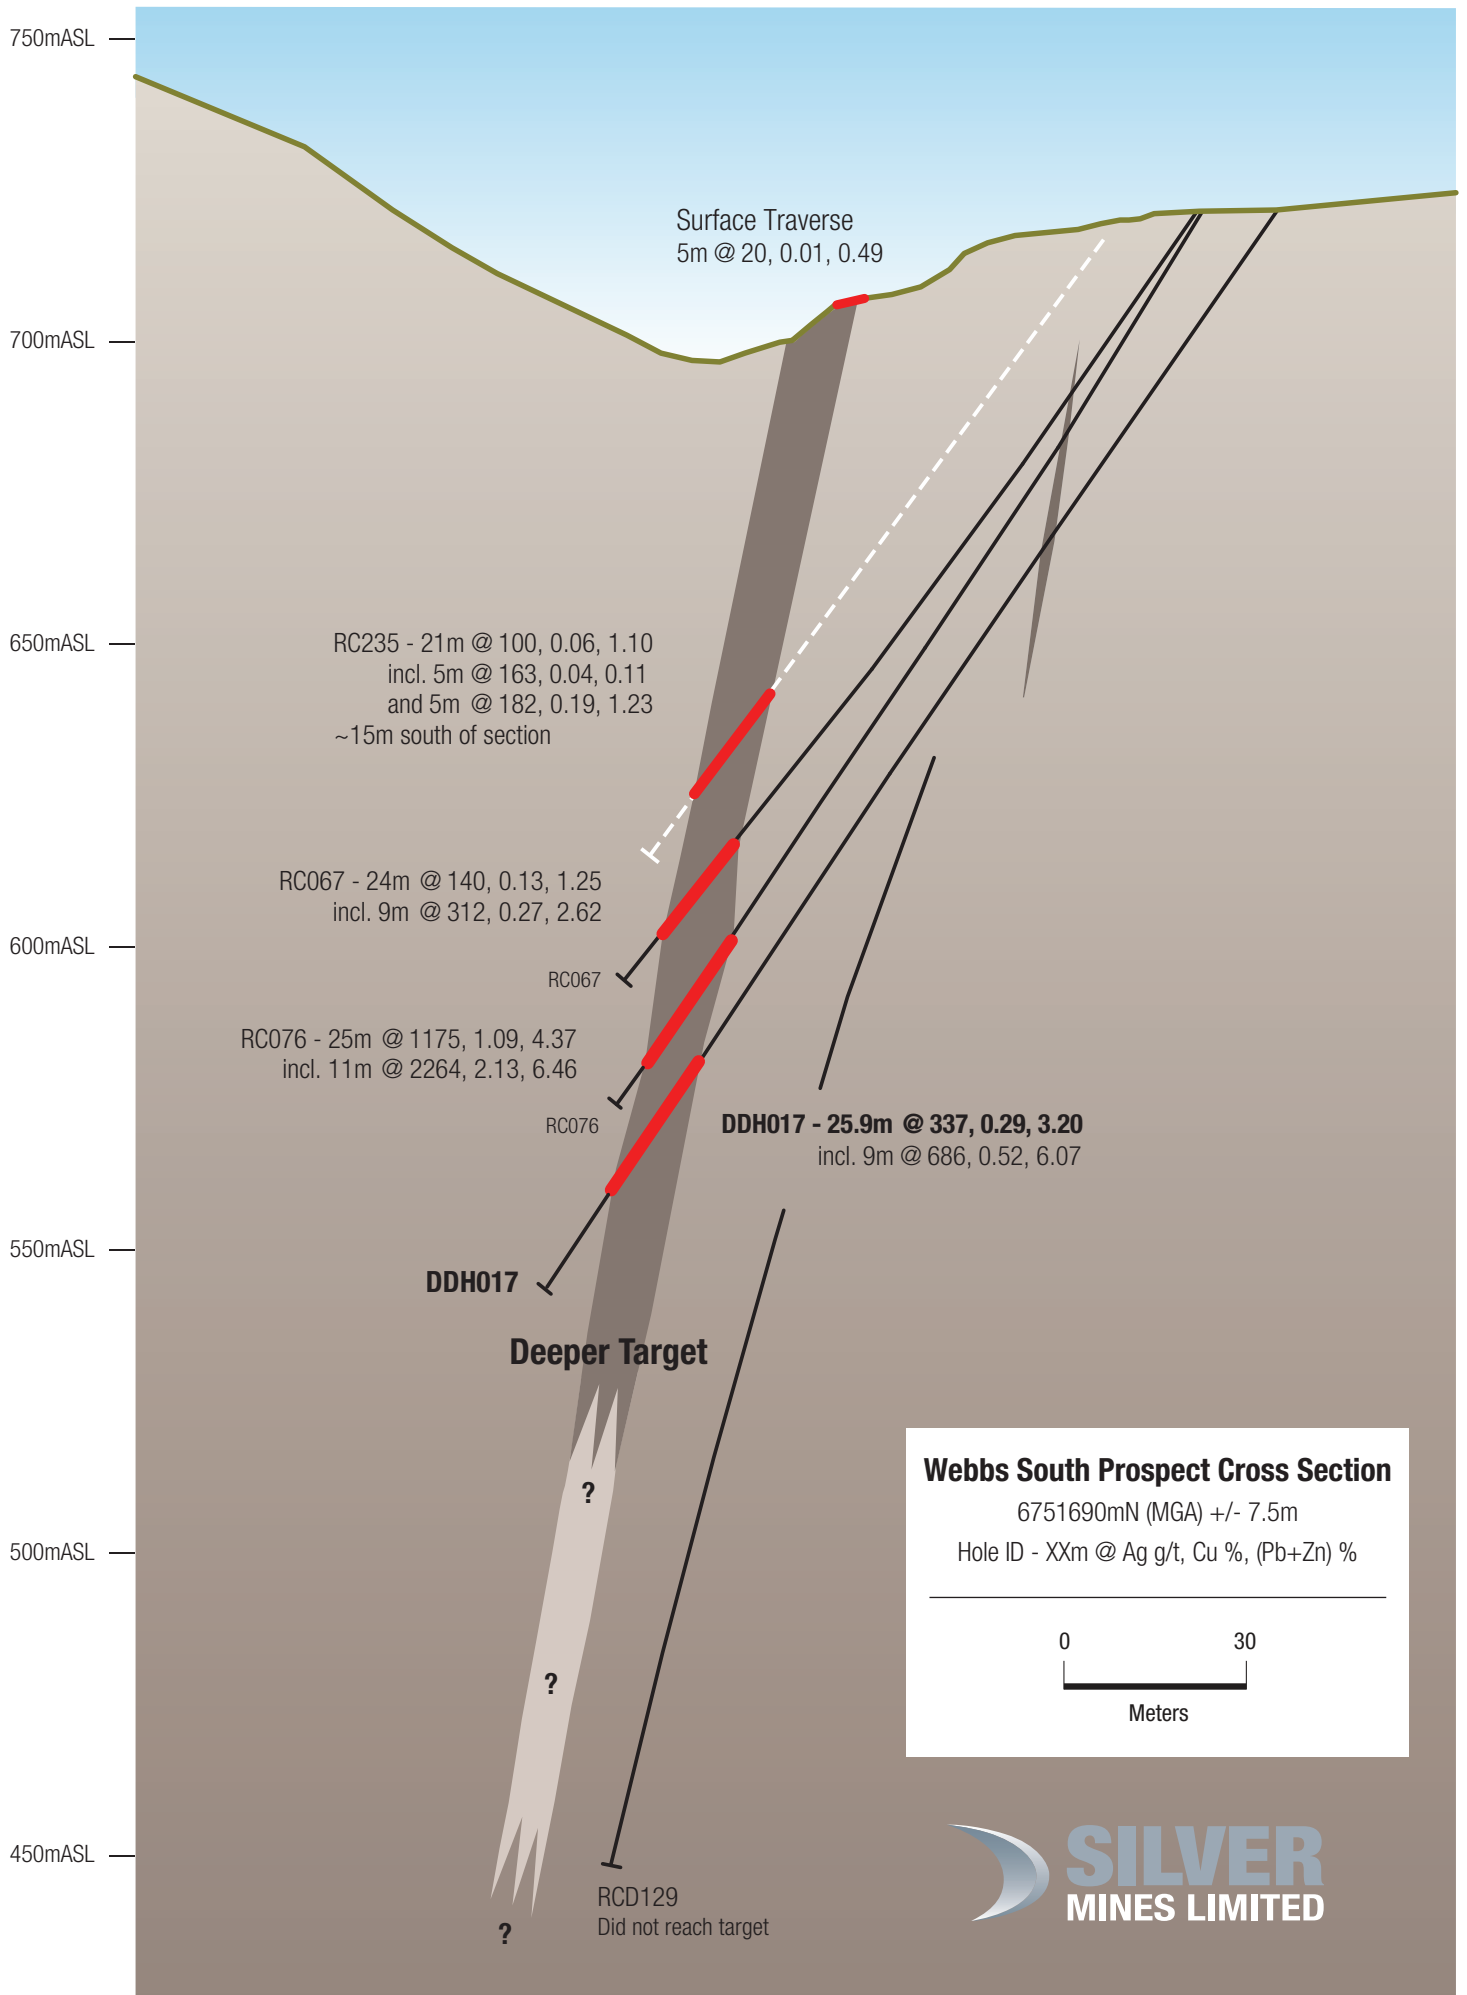 750mASL
Surface Traverse
5m @ 20, 0.01, 0.49
700mASL
650mASL
RC235 - 21m @ 100, 0.06, 1.10
incl. 5m @ 163, 0.04, 0.11
and 5m @ 182, 0.19, 1.23
~15m south of section
RC067 - 24m @ 140, 0.13, 1.25
incl. 9m @ 312, 0.27, 2.62
600mASL
RC067
RC076 - 25m @ 1175, 1.09, 4.37
incl. 11m @ 2264, 2.13, 6.46
RC076
DDH017 - 25.9m @ 337, 0.29, 3.20
incl. 9m @ 686, 0.52, 6.07
550mASL
DDH017
Deeper Target
?
500mASL
?
450mASL
?
RCD129
Did not reach target
Webbs South Prospect Cross Section
6751690mN (MGA) +/- 7.5m
Hole ID - XXm @ Ag g/t, Cu %, (Pb+Zn) %
0 30
Meters
SILVER
MINES LIMITED